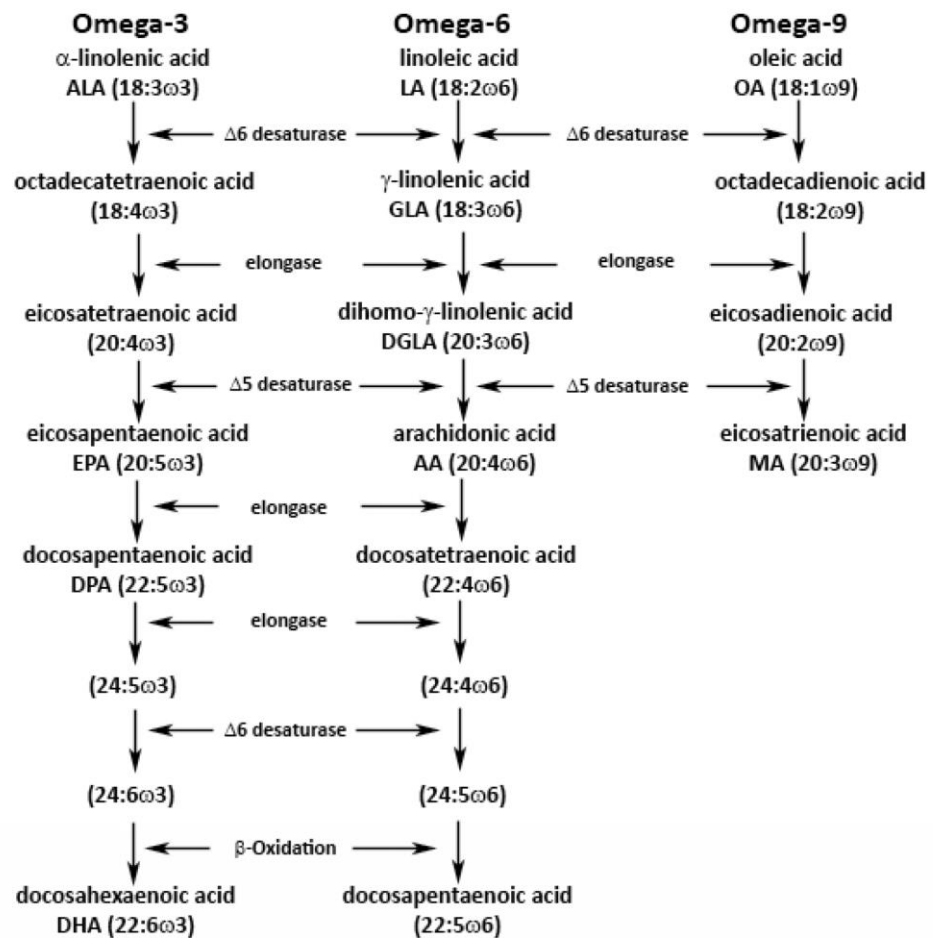 Omega-3 Omega-6 Omega-9
α-linolenic acid linoleic acid oleic acid
ALA (18:3ω3) LA (18:2ω6) OA (18:1ω9)
Δ6 desaturase Δ6 desaturase
octadecatetraenoic acid γ-linolenic acid octadecadienoic acid
(18:4ω3) GLA (18:3ω6) (18:2ω9)
elongase elongase
eicosatetraenoic acid dihomo-γ-linolenic acid eicosadienoic acid
(20:4ω3) DGLA (20:3ω6) (20:2ω9)
Δ5 desaturase Δ5 desaturase
eicosapentaenoic acid arachidonic acid eicosatrienoic acid
EPA (20:5ω3) AA (20:4ω6) MA (20:3ω9)
elongase
docosapentaenoic acid docosatetraenoic acid
DPA (22:5ω3) (22:4ω6)
elongase
(24:5ω3) (24:4ω6)
Δ6 desaturase
(24:6ω3) (24:5ω6)
β-Oxidation
docosahexaenoic acid docosapentaenoic acid
DHA (22:6ω3) (22:5ω6)